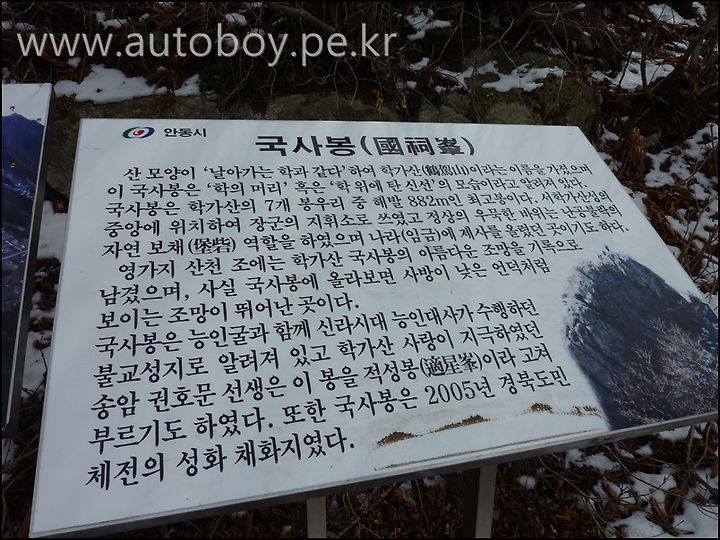 www.autoboy.pe.kr
안동시
국사봉(國祠峯)
산 모양이 '날아가는 학과 같다'하여 학가산(鶴駕山)이라는 이름을 가졌으며
이 국사봉은 '학의 머리' 혹은 '학 위에 탄 신선'의 모습이라고 알려져 있다.
국사봉은 학가산의 7개 봉우리 중 해발 882m인 최고봉이다. 서학가산성의
중앙에 위치하여 장군의 지휘소로 쓰였고 정상의 우묵한 바위는 난공불락의
자연 보채(堡砦) 역할을 하였으며 나라(임금)에 제사를 올렸던 곳이기도 하다.
영가지 산천 조에는 학가산 국사봉의 아름다운 조망을 기록으로
남겼으며, 사실 국사봉에 올라보면 사방이 낮은 언덕처럼
보이는 조망이 뛰어난 곳이다.
국사봉은 능인굴과 함께 신라시대 능인대사가 수행하던
불교성지로 알려져 있고 학가산 사랑이 지극하였던
송암 권호문 선생은 이 봉을 적성봉(適星峯)이라 고쳐
부르기도 하였다. 또한 국사봉은 2005년 경북도민
체전의 성화 채화지였다.